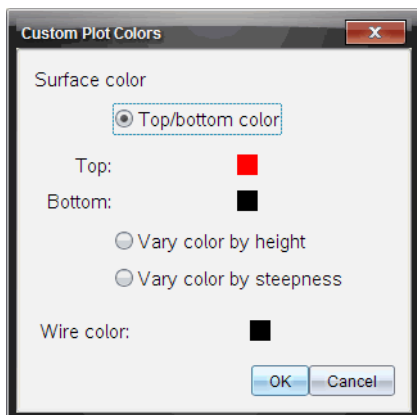 Custom Plot Colors
Surface color
Top/bottom color
Top:
Bottom:
Vary color by height
Vary color by steepness
Wire color:
OK Cancel